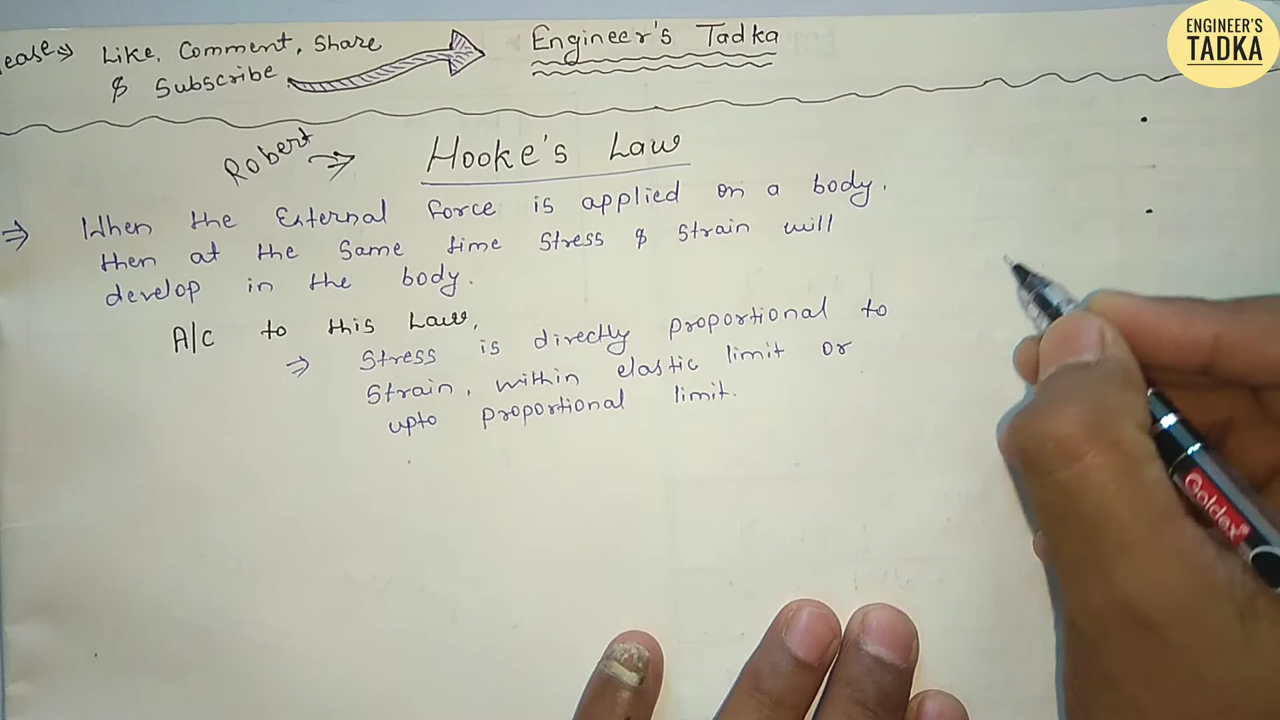 Like, Comment, Share
& Subscribe
Engineer's Tadka
ENGINEER'S
TADKA
Robert ⇒ Hooke's Law
⇒ When the External Force is applied on a body.
then at the same time stress & strain will
develop in the body.
A/c to this Law,
⇒ Stress is directly proportional to
strain, within elastic limit or
upto proportional limit.
Goldex